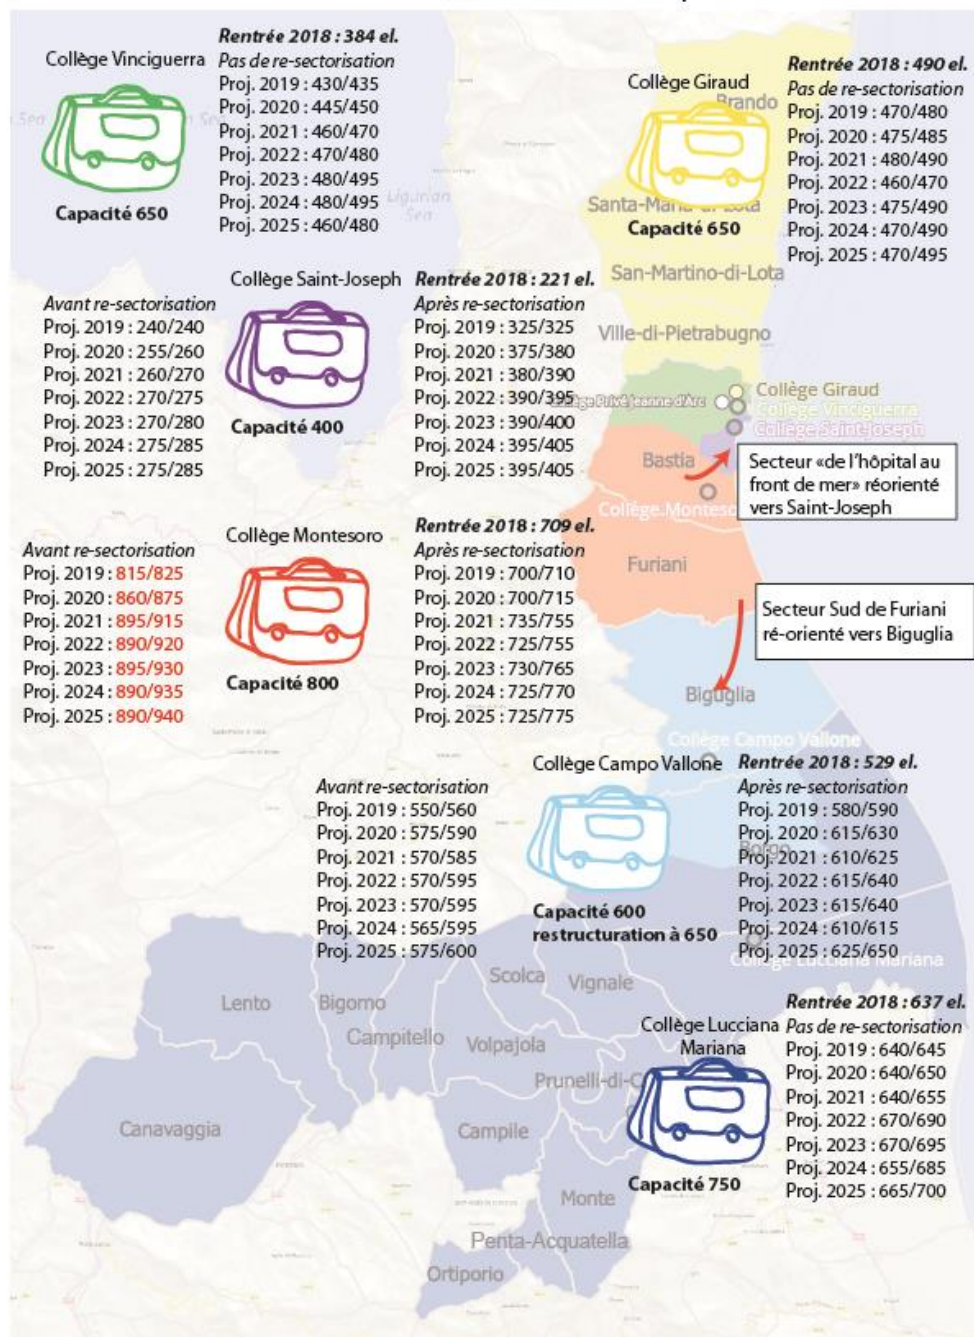 Collège Vinciguerra
Rentrée 2018 : 384 el.
Pas de re-sectorisation
Proj. 2019 : 430/435
Proj. 2020 : 445/450
Proj. 2021 : 460/470
Proj. 2022 : 470/480
Proj. 2023 : 480/495
Proj. 2024 : 480/495
Proj. 2025 : 460/480
Capacité 650
Ligurian
Sea
Collège Giraud
Rentrée 2018 : 490 el.
Pas de re-sectorisation
Proj. 2019 : 470/480
Proj. 2020 : 475/485
Proj. 2021 : 480/490
Proj. 2022 : 460/470
Proj. 2023 : 475/490
Proj. 2024 : 470/490
Proj. 2025 : 470/495
Capacité 650
Brando
Santa-Maria-di-Lota
San-Martino-di-Lota
Ville-di-Pietrabugno
Collège Saint-Joseph
Avant re-sectorisation
Proj. 2019 : 240/240
Proj. 2020 : 255/260
Proj. 2021 : 260/270
Proj. 2022 : 270/275
Proj. 2023 : 270/280
Proj. 2024 : 275/285
Proj. 2025 : 275/285
Capacité 400
Rentrée 2018 : 221 el.
Après re-sectorisation
Proj. 2019 : 325/325
Proj. 2020 : 375/380
Proj. 2021 : 380/390
Proj. 2022 : 390/395
Proj. 2023 : 390/400
Proj. 2024 : 395/405
Proj. 2025 : 395/405
Collège Privé Jeanne d'Arc
Collège Giraud
Collège Vinciguerra
Collège Saint-Joseph
Bastia
Secteur «de l'hôpital au
front de mer» réorienté
vers Saint-Joseph
Collège Montesoro
Furiani
Collège Montesoro
Avant re-sectorisation
Proj. 2019 : 815/825
Proj. 2020 : 860/875
Proj. 2021 : 895/915
Proj. 2022 : 890/920
Proj. 2023 : 895/930
Proj. 2024 : 890/935
Proj. 2025 : 890/940
Capacité 800
Rentrée 2018 : 709 el.
Après re-sectorisation
Proj. 2019 : 700/710
Proj. 2020 : 700/715
Proj. 2021 : 735/755
Proj. 2022 : 725/755
Proj. 2023 : 730/765
Proj. 2024 : 725/770
Proj. 2025 : 725/775
Secteur Sud de Furiani
ré-orienté vers Biguglia
Biguglia
Collège Campo Vallone
Collège Campo Vallone
Avant re-sectorisation
Proj. 2019 : 550/560
Proj. 2020 : 575/590
Proj. 2021 : 570/585
Proj. 2022 : 570/595
Proj. 2023 : 570/595
Proj. 2024 : 565/595
Proj. 2025 : 575/600
Capacité 600
restructuration à 650
Rentrée 2018 : 529 el.
Après re-sectorisation
Proj. 2019 : 580/590
Proj. 2020 : 615/630
Proj. 2021 : 610/625
Proj. 2022 : 615/640
Proj. 2023 : 615/640
Proj. 2024 : 610/615
Proj. 2025 : 625/650
Borgo
Collège Lucciana Mariana
Lento
Bigorno
Campitello
Scolca
Vignale
Volpajola
Prunelli-di-C
Canavaggia
Campile
Monte
Penta-Acquatella
Ortiporio
Collège Lucciana
Mariana
Rentrée 2018 : 637 el.
Pas de re-sectorisation
Proj. 2019 : 640/645
Proj. 2020 : 640/650
Proj. 2021 : 640/655
Proj. 2022 : 670/690
Proj. 2023 : 670/695
Proj. 2024 : 655/685
Proj. 2025 : 665/700
Capacité 750